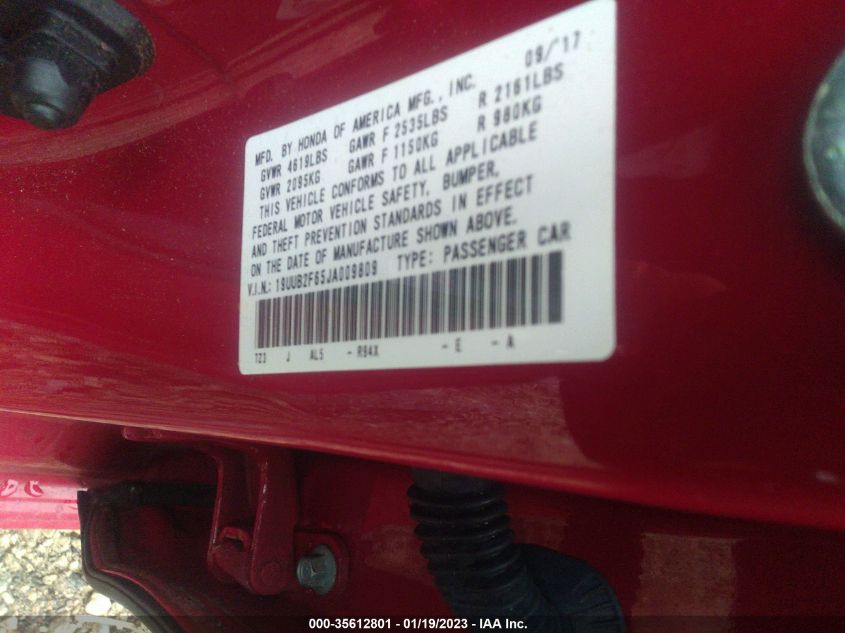 09/'17
MFD. BY HONDA OF AMERICA MFG., INC.
GVWR 4619LBS GAWR F 2535LBS R 2161LBS
GVWR 2095KG GAWR F 1150KG R 980KG
THIS VEHICLE CONFORMS TO ALL APPLICABLE
FEDERAL MOTOR VEHICLE SAFETY, BUMPER,
AND THEFT PREVENTION STANDARDS IN EFFECT
ON THE DATE OF MANUFACTURE SHOWN ABOVE.
V.I.N.: 19UUB2F65JA009809 TYPE: PASSENGER CAR
TZ3 J AL5 - R94X - E - A
000-35612801 - 01/19/2023 - IAA Inc.